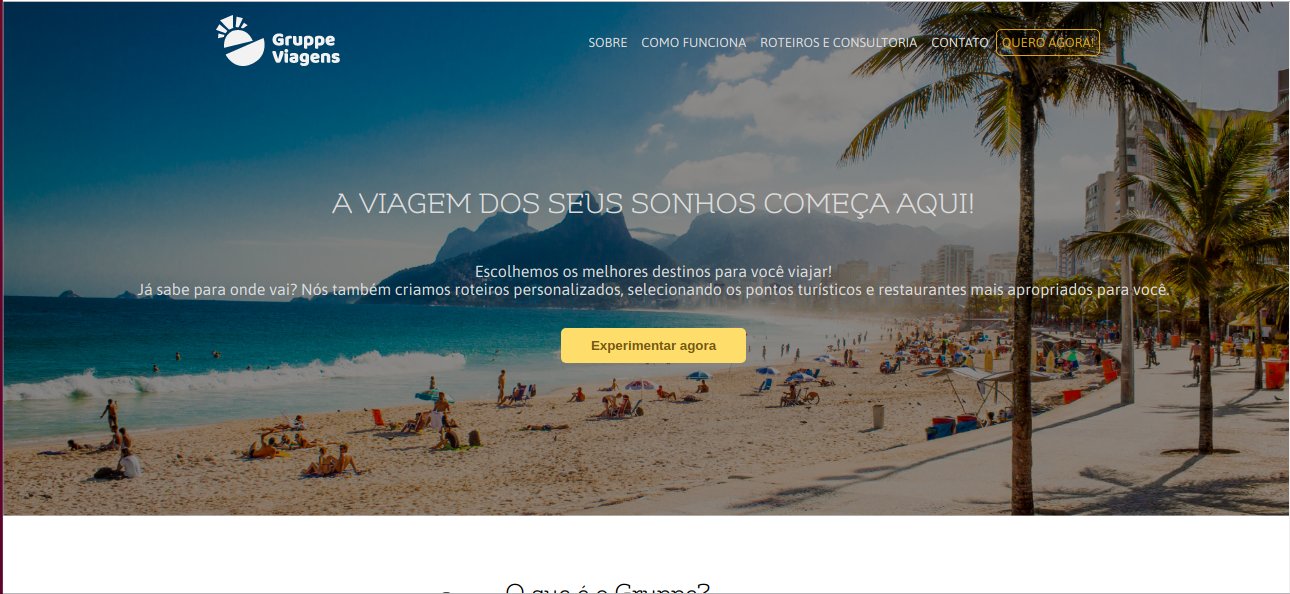 Gruppe
Viagens
SOBRE COMO FUNCIONA ROTEIROS E CONSULTORIA CONTATO QUERO AGORA!
A VIAGEM DOS SEUS SONHOS COMEÇA AQUI!
Escolhemos os melhores destinos para você viajar!
Já sabe para onde vai? Nós também criamos roteiros personalizados, selecionando os pontos turísticos e restaurantes mais apropriados para você.
Experimentar agora
O que é o Gruppe?